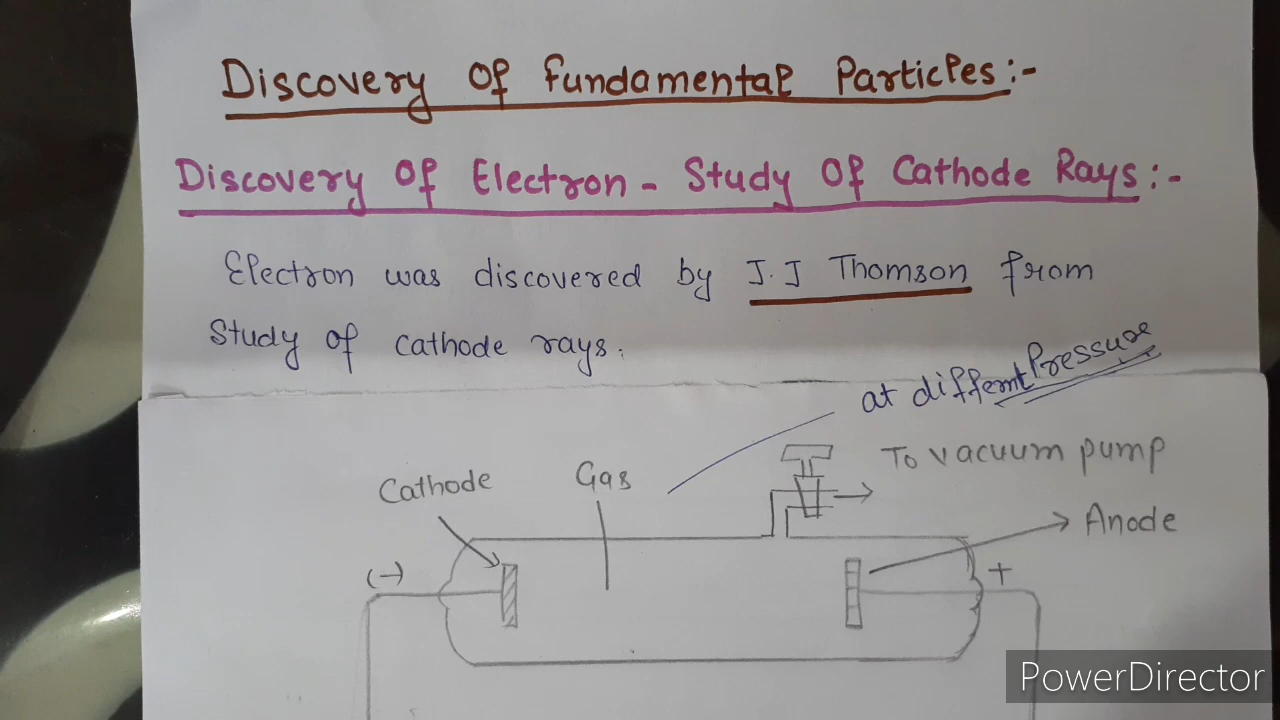 Discovery Of Fundamental Particles:-
Discovery Of Electron - Study Of Cathode Rays:-
Electron was discovered by J.J Thomson from
Study of cathode rays.
at differnt Pressure
To vacuum pump
Cathode
Gas
Anode
(-)
+
PowerDirector